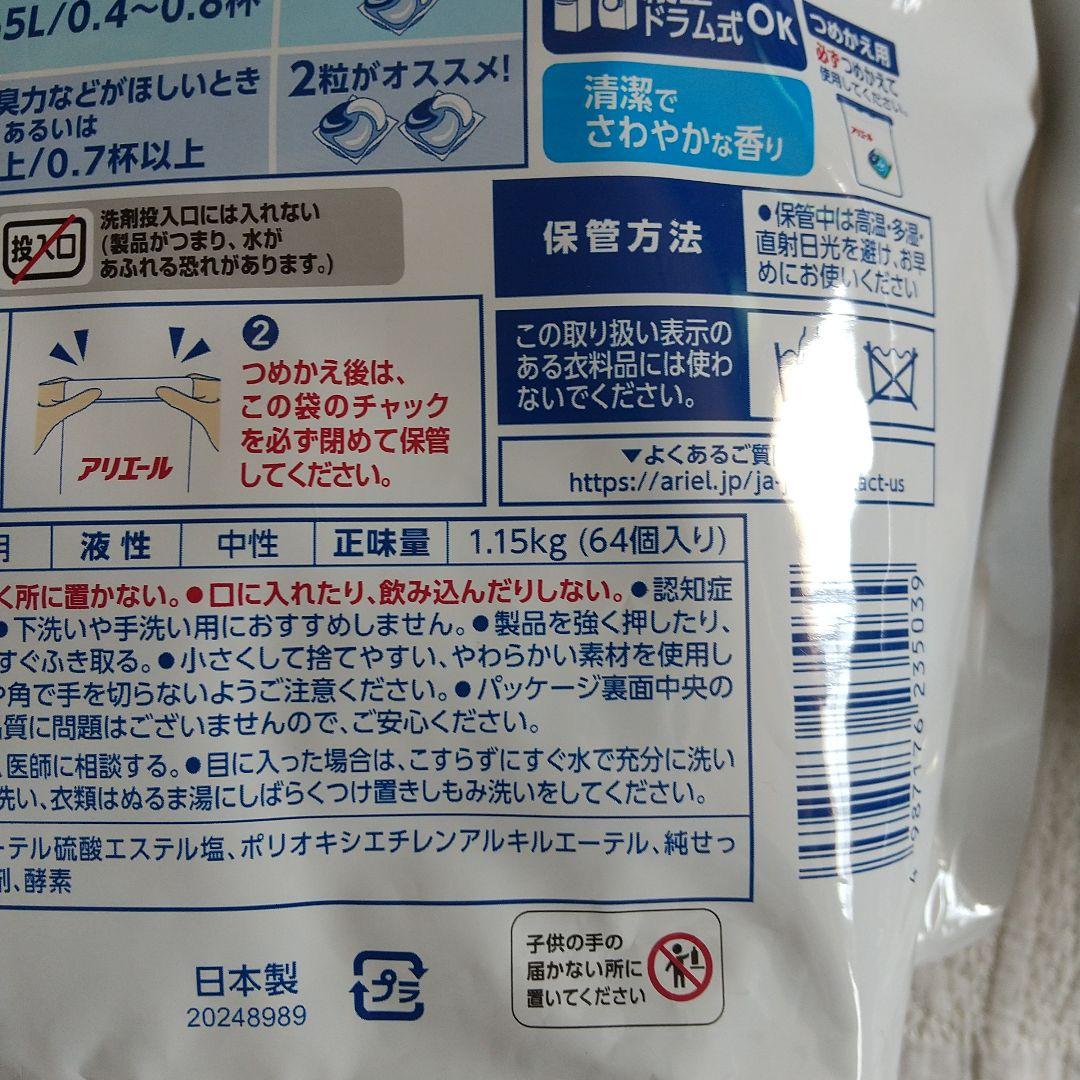 5L/0.4～0.8杯
臭力などがほしいとき
あるいは
上/0.7杯以上
2粒がオススメ!
ドラム式OK
清潔で
さわやかな香り
つめかえ用
必ずつめかえて
使用してください。
アリエール
投入口
洗剤投入口には入れない
(製品がつまり、水が
あふれる恐れがあります。)
保管方法
●保管中は高温・多湿・
直射日光を避け、お早
めにお使いください
この取り扱い表示の
ある衣料品には使わ
ないでください。
▼よくあるご質
https://ariel.jp/ja- act-us
2
つめかえ後は、
この袋のチャック
を必ず閉めて保管
してください。
アリエール
用 液性 中性 正味量 1.15kg (64個入り)
く所に置かない。●口に入れたり、飲み込んだりしない。●認知症
●下洗いや手洗い用におすすめしません。●製品を強く押したり、
すぐふき取る。●小さくして捨てやすい、やわらかい素材を使用し
や角で手を切らないようご注意ください。●パッケージ裏面中央の
品質に問題はございませんので、ご安心ください。
医師に相談する。●目に入った場合は、こすらずにすぐ水で充分に洗い
洗い、衣類はぬるま湯にしばらくつけ置きしもみ洗いをしてください。
ーテル硫酸エステル塩、ポリオキシエチレンアルキルエーテル、純せっ
剤、酵素
4 987176 235039
日本製
20248989
プラ
子供の手の
届かない所に
置いてください